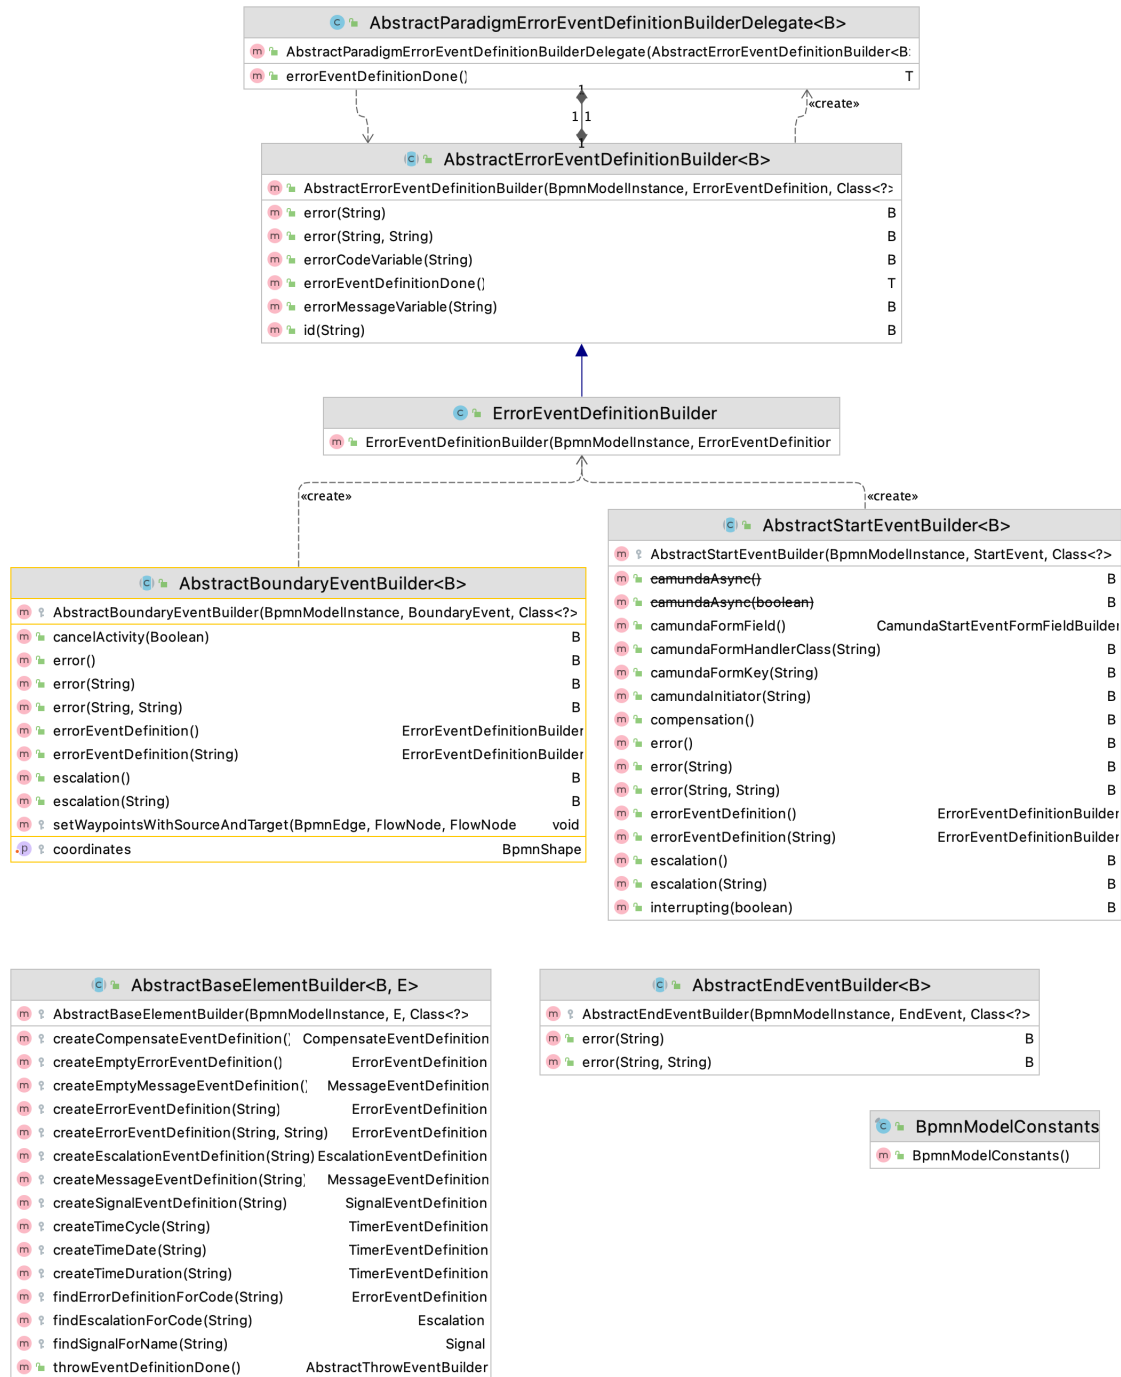 AbstractParadigmErrorEventDefinitionBuilderDelegate<B>
AbstractParadigmErrorEventDefinitionBuilderDelegate(AbstractErrorEventDefinitionBuilder<B
errorEventDefinitionDone() T
1
1 1
1
«create»
AbstractErrorEventDefinitionBuilder<B>
AbstractErrorEventDefinitionBuilder(BpmnModelInstance, ErrorEventDefinition, Class<?>
error(String) B
error(String, String) B
errorCodeVariable(String) B
errorEventDefinitionDone() T
errorMessageVariable(String) B
id(String) B
ErrorEventDefinitionBuilder
ErrorEventDefinitionBuilder(BpmnModelInstance, ErrorEventDefinition
«create»
«create»
AbstractBoundaryEventBuilder<B>
AbstractBoundaryEventBuilder(BpmnModelInstance, BoundaryEvent, Class<?>
cancelActivity(Boolean) B
error() B
error(String) B
error(String, String) B
errorEventDefinition() ErrorEventDefinitionBuilder
errorEventDefinition(String) ErrorEventDefinitionBuilder
escalation() B
escalation(String) B
setWaypointsWithSourceAndTarget(BpmnEdge, FlowNode, FlowNode void
coordinates BpmnShape
AbstractStartEventBuilder<B>
AbstractStartEventBuilder(BpmnModelInstance, StartEvent, Class<?>
camundaAsync() B
camundaAsync(boolean) B
camundaFormField() CamundaStartEventFormFieldBuilder
camundaFormHandlerClass(String) B
camundaFormKey(String) B
camundaInitiator(String) B
compensation() B
error() B
error(String) B
error(String, String) B
errorEventDefinition() ErrorEventDefinitionBuilder
errorEventDefinition(String) ErrorEventDefinitionBuilder
escalation() B
escalation(String) B
interrupting(boolean) B
AbstractBaseElementBuilder<B, E>
AbstractBaseElementBuilder(BpmnModelInstance, E, Class<?>
createCompensateEventDefinition() CompensateEventDefinition
createEmptyErrorEventDefinition() ErrorEventDefinition
createEmptyMessageEventDefinition() MessageEventDefinition
createErrorEventDefinition(String) ErrorEventDefinition
createErrorEventDefinition(String, String) ErrorEventDefinition
createEscalationEventDefinition(String) EscalationEventDefinition
createMessageEventDefinition(String) MessageEventDefinition
createSignalEventDefinition(String) SignalEventDefinition
createTimeCycle(String) TimerEventDefinition
createTimeDate(String) TimerEventDefinition
createTimeDuration(String) TimerEventDefinition
findErrorDefinitionForCode(String) ErrorEventDefinition
findEscalationForCode(String) Escalation
findSignalForName(String) Signal
throwEventDefinitionDone() AbstractThrowEventBuilder
AbstractEndEventBuilder<B>
AbstractEndEventBuilder(BpmnModelInstance, EndEvent, Class<?>
error(String) B
error(String, String) B
BpmnModelConstants
BpmnModelConstants()